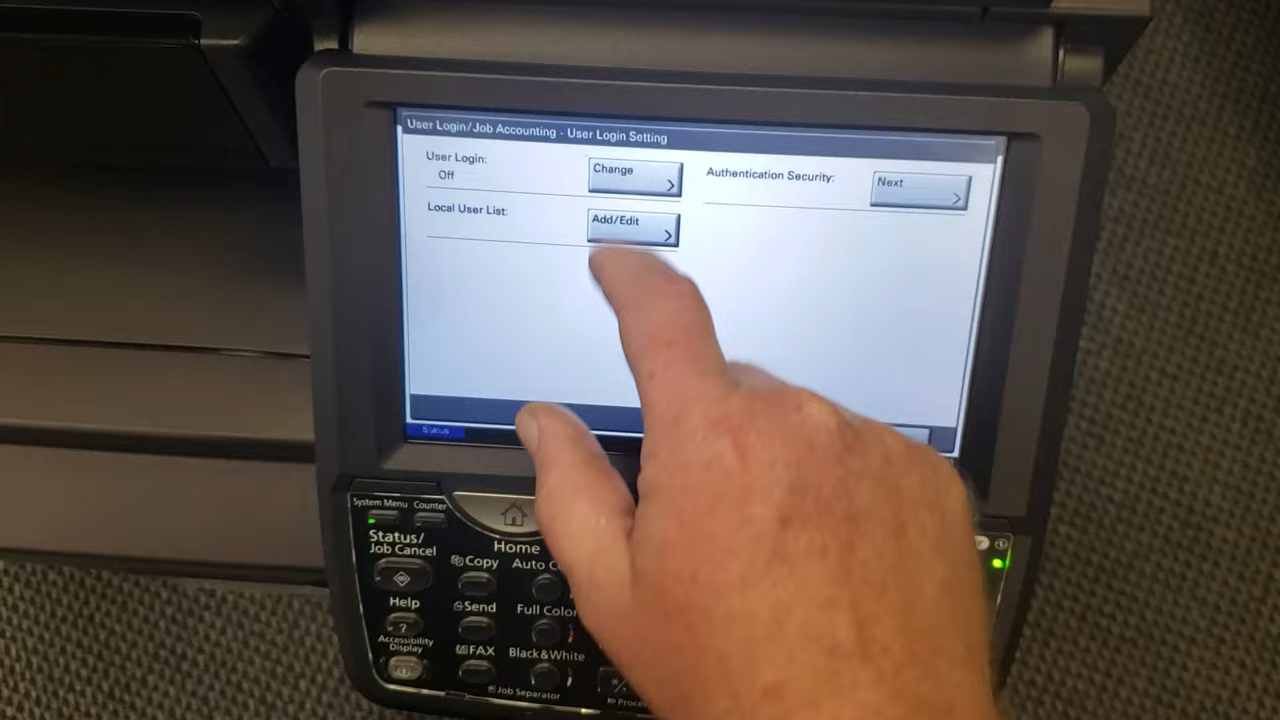 User Login/Job Accounting - User Login Setting
User Login:
Off
Change
Authentication Security:
Next
Local User List:
Add/Edit
Status
System Menu
Counter
Status/
Job Cancel
Home
Copy
Auto C
Help
Send
Full Color
Accessibility
Display
FAX
Black&White
Job Separator
Proce